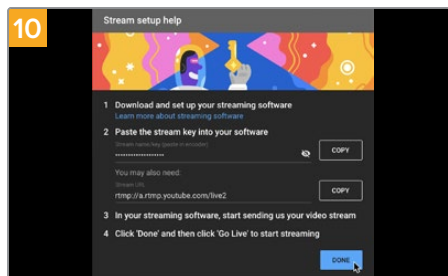 10
Stream setup help
1 Download and set up your streaming software
Learn more about streaming software
2 Paste the stream key into your software
Stream name/key (paste in encoder)
••••••••••••••••••••
COPY
You may also need:
Stream URL
rtmp://a.rtmp.youtube.com/live2
COPY
3 In your streaming software, start sending us your video stream
4 Click 'Done' and then click 'Go Live' to start streaming
DONE